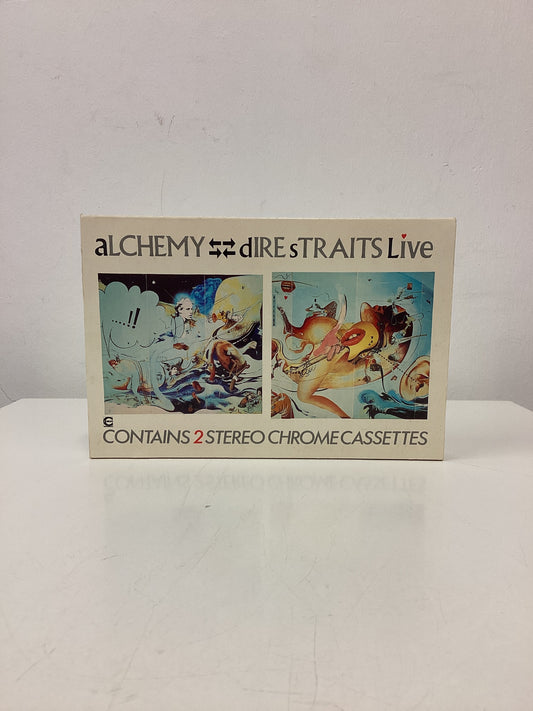 aLCHEMY ⇆ dIRE sTRAITS Live
...!!
CONTAINS 2 STEREO CHROME CASSETTES